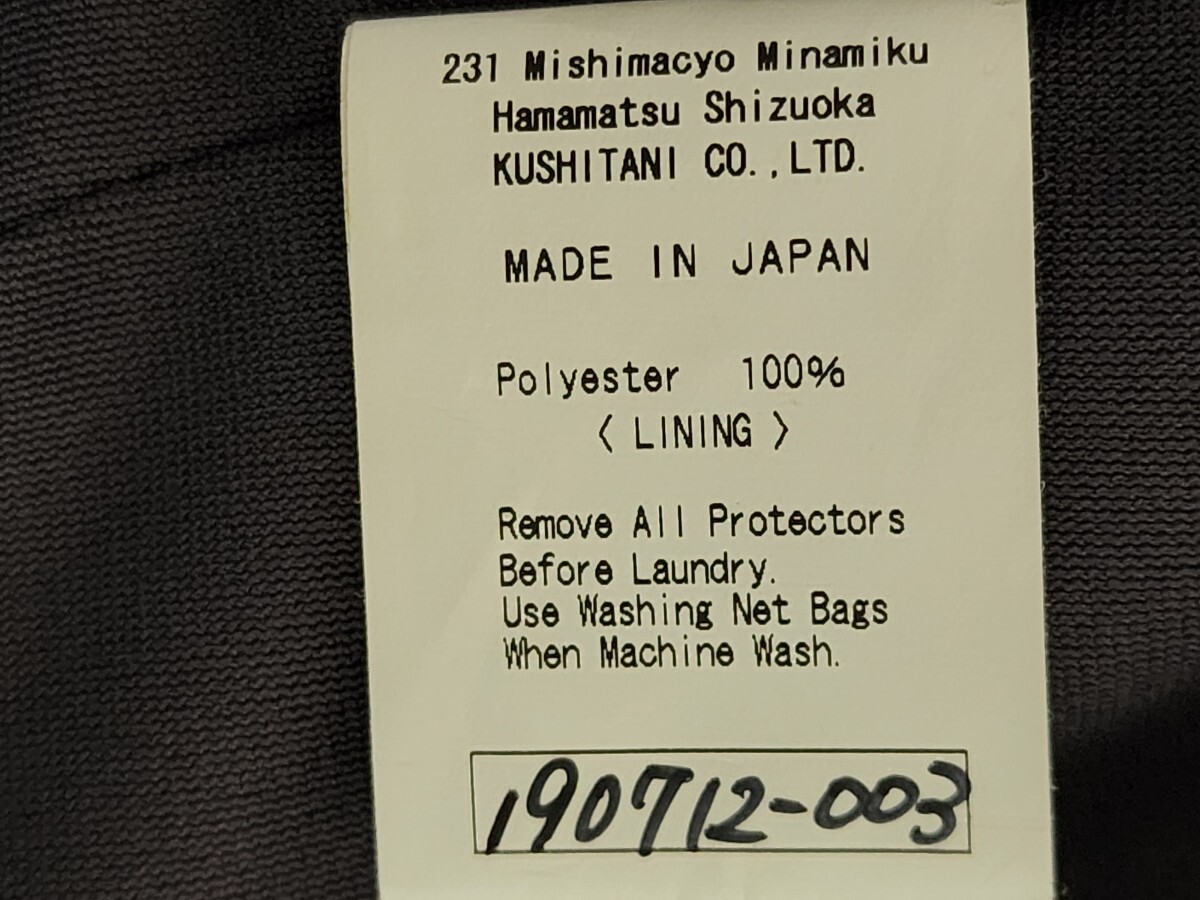 231 Mishimacyo Minamiku
Hamamatsu Shizuoka
KUSHITANI CO.,LTD.
MADE IN JAPAN
Polyester 100%
〈 LINING 〉
Remove All Protectors
Before Laundry.
Use Washing Net Bags
When Machine Wash.
190712-003